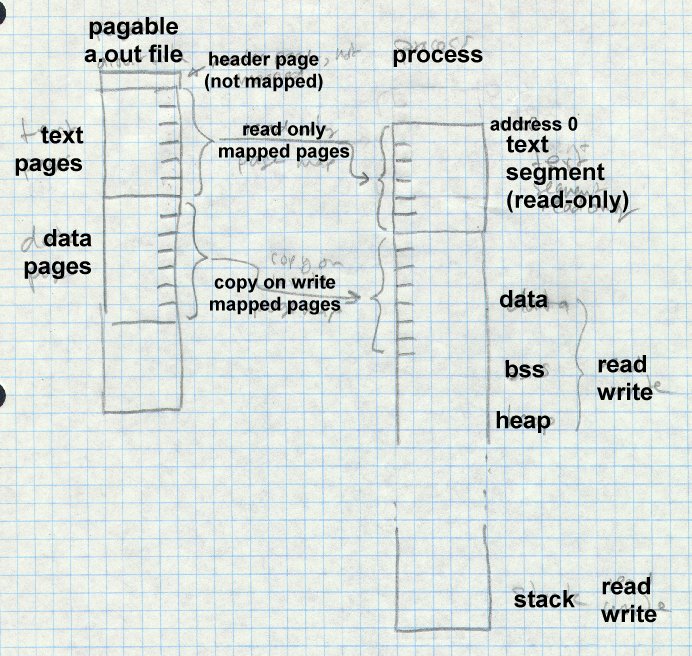 pagable
a.out file
header page
(not mapped)
process
text
pages
read only
mapped pages
address 0
text
segment
(read-only)
data
pages
copy on write
mapped pages
data
bss
heap
read
write
stack
read
write